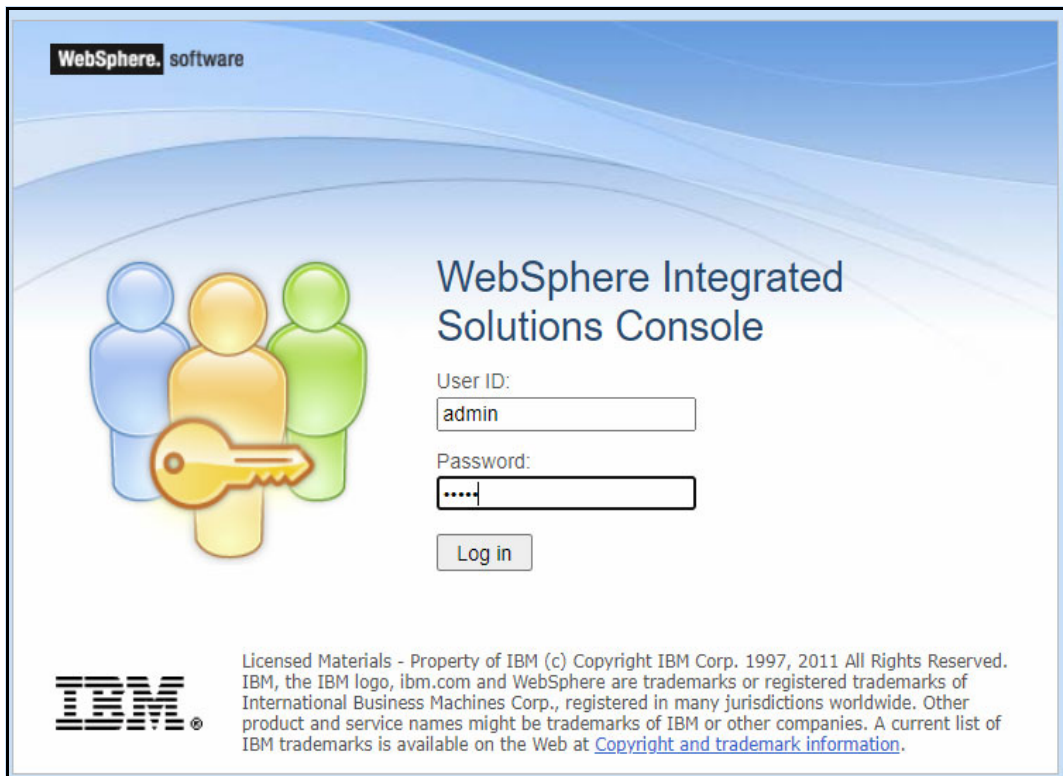 WebSphere. software
WebSphere Integrated
Solutions Console
User ID:
admin
Password:
•••••
Log in
Licensed Materials - Property of IBM (c) Copyright IBM Corp. 1997, 2011 All Rights Reserved.
IBM, the IBM logo, ibm.com and WebSphere are trademarks or registered trademarks of
International Business Machines Corp., registered in many jurisdictions worldwide. Other
product and service names might be trademarks of IBM or other companies. A current list of
IBM trademarks is available on the Web at Copyright and trademark information.
IBM®